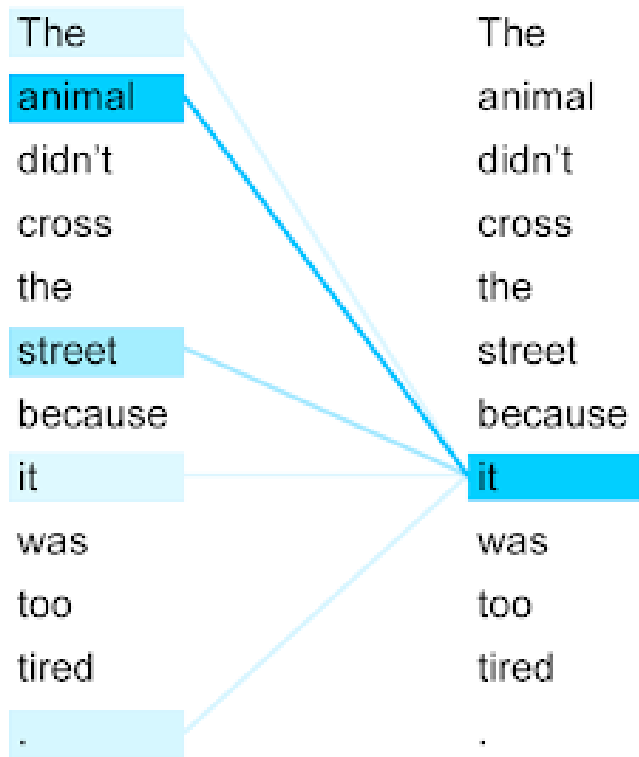 The
animal
didn't
cross
the
street
because
it
was
too
tired
.
The
animal
didn't
cross
the
street
because
it
was
too
tired
.